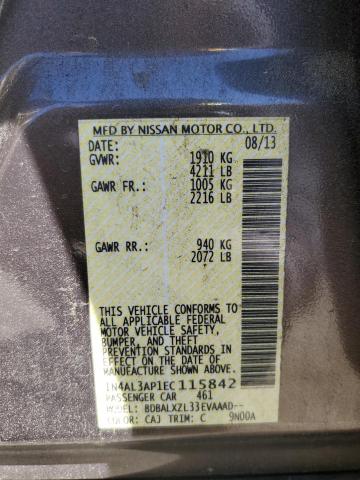 MFD BY NISSAN MOTOR CO., LTD.
DATE: 08/13
GVWR: 1910 KG
4211 LB
GAWR FR: 1005 KG
2216 LB
GAWR RR: 940 KG
2072 LB
THIS VEHICLE CONFORMS TO
ALL APPLICABLE FEDERAL
MOTOR VEHICLE SAFETY,
BUMPER, AND THEFT
PREVENTION STANDARDS
IN EFFECT ON THE DATE OF
MANUFACTURE SHOWN ABOVE.
1N4AL3AP1EC115842
PASSENGER CAR 461
MODEL: BDBALXZL33EVAAAD--
COLOR: CAJ TRIM: C 9N00A